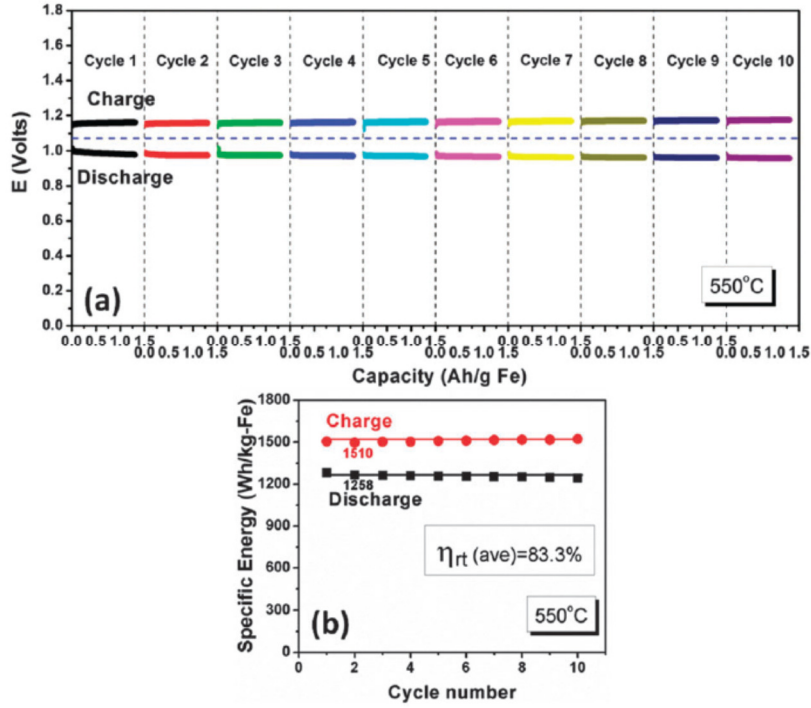 1.8
1.6
Cycle 1 Cycle 2 Cycle 3 Cycle 4 Cycle 5 Cycle 6 Cycle 7 Cycle 8 Cycle 9 Cycle 10
1.4
Charge
1.2
1.0
Discharge
0.8
0.6
0.4
0.2
0.0
E (Volts)
(a)
550°C
0.0 0.5 1.0 1.5 0.0 0.5 1.0 1.5 0.0 0.5 1.0 1.5 0.0 0.5 1.0 1.5 0.0 0.5 1.0 1.5
0.0 0.5 1.0 1.5 0.0 0.5 1.0 1.5 0.0 0.5 1.0 1.5 0.0 0.5 1.0 1.5 0.0 0.5 1.0 1.5
Capacity (Ah/g Fe)
1800
Charge
1500
1510
1200
1258
Discharge
900
600
300
0
Specific Energy (Wh/kg-Fe)
ηrt (ave)=83.3%
(b)
550°C
0 2 4 6 8 10
Cycle number